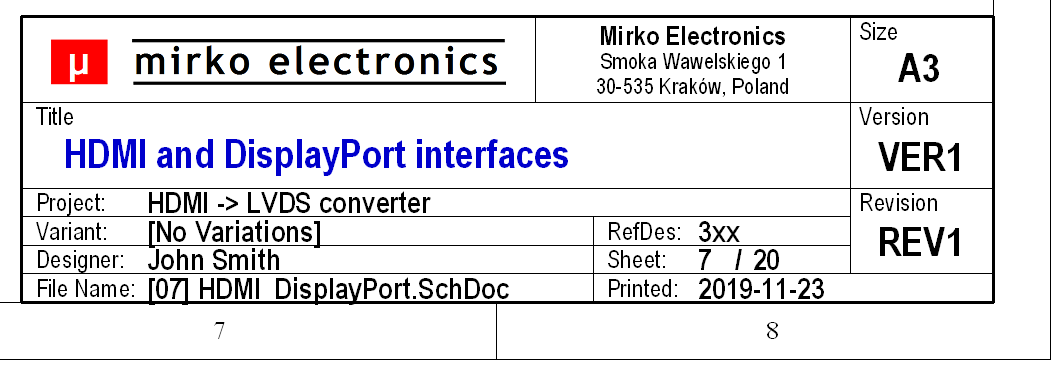 µ mirko electronics
Mirko Electronics
Smoka Wawelskiego 1
30-535 Kraków, Poland
Size
A3
Title
HDMI and DisplayPort interfaces
Version
VER1
Project: HDMI -> LVDS converter
Revision
REV1
Variant: [No Variations]
RefDes: 3xx
Designer: John Smith
Sheet: 7 / 20
File Name: [07] HDMI_DisplayPort.SchDoc
Printed: 2019-11-23
7
8